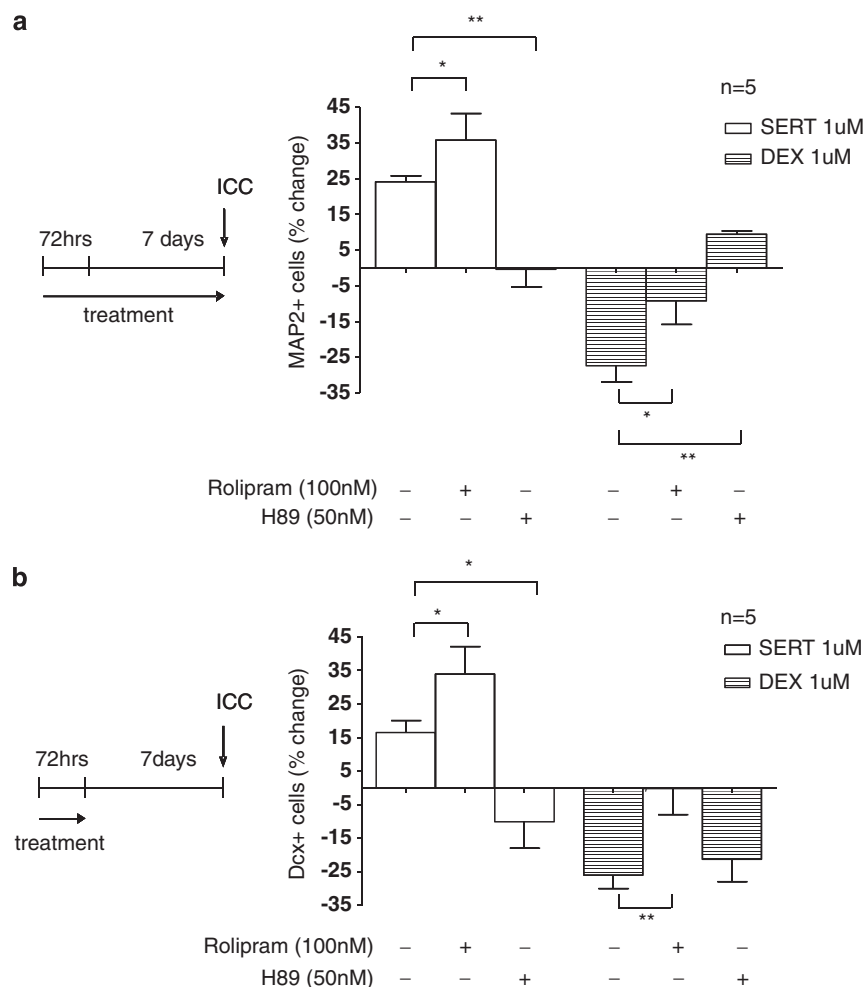 a
**
*
n=5
SERT 1uM
DEX 1uM
ICC
72hrs 7 days
treatment
MAP2+ cells (% change)
45
35
25
15
5
-5
-15
-25
-35
*
**
Rolipram (100nM) – + – – + –
H89 (50nM) – – + – – +
b
*
*
n=5
SERT 1uM
DEX 1uM
ICC
72hrs 7days
treatment
Dcx+ cells (% change)
45
35
25
15
5
-5
-15
-25
-35
**
Rolipram (100nM) – + – – + –
H89 (50nM) – – + – – +